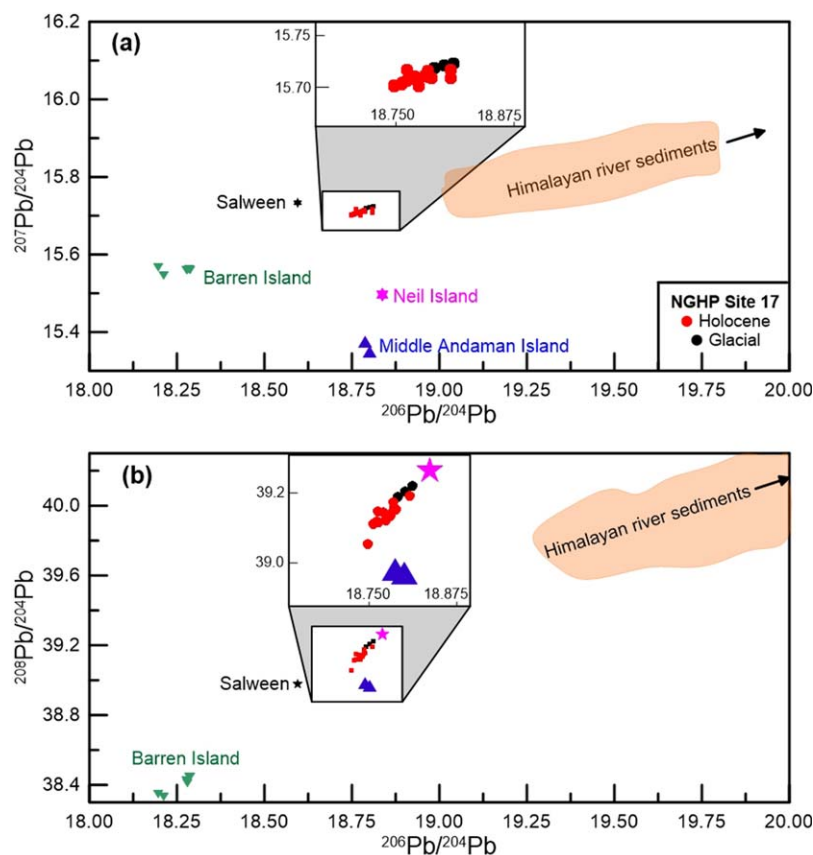 (a)
16.2
16.0
15.8
15.6
15.4
²⁰⁷Pb/²⁰⁴Pb
15.75
15.70
18.750
18.875
Himalayan river sediments
Salween
Barren Island
Neil Island
Middle Andaman Island
NGHP Site 17
Holocene
Glacial
18.00 18.25 18.50 18.75 19.00 19.25 19.50 19.75 20.00
²⁰⁶Pb/²⁰⁴Pb
(b)
40.0
39.6
39.2
38.8
38.4
²⁰⁸Pb/²⁰⁴Pb
39.2
39.0
18.750
18.875
Himalayan river sediments
Salween
Barren Island
18.00 18.25 18.50 18.75 19.00 19.25 19.50 19.75 20.00
²⁰⁶Pb/²⁰⁴Pb